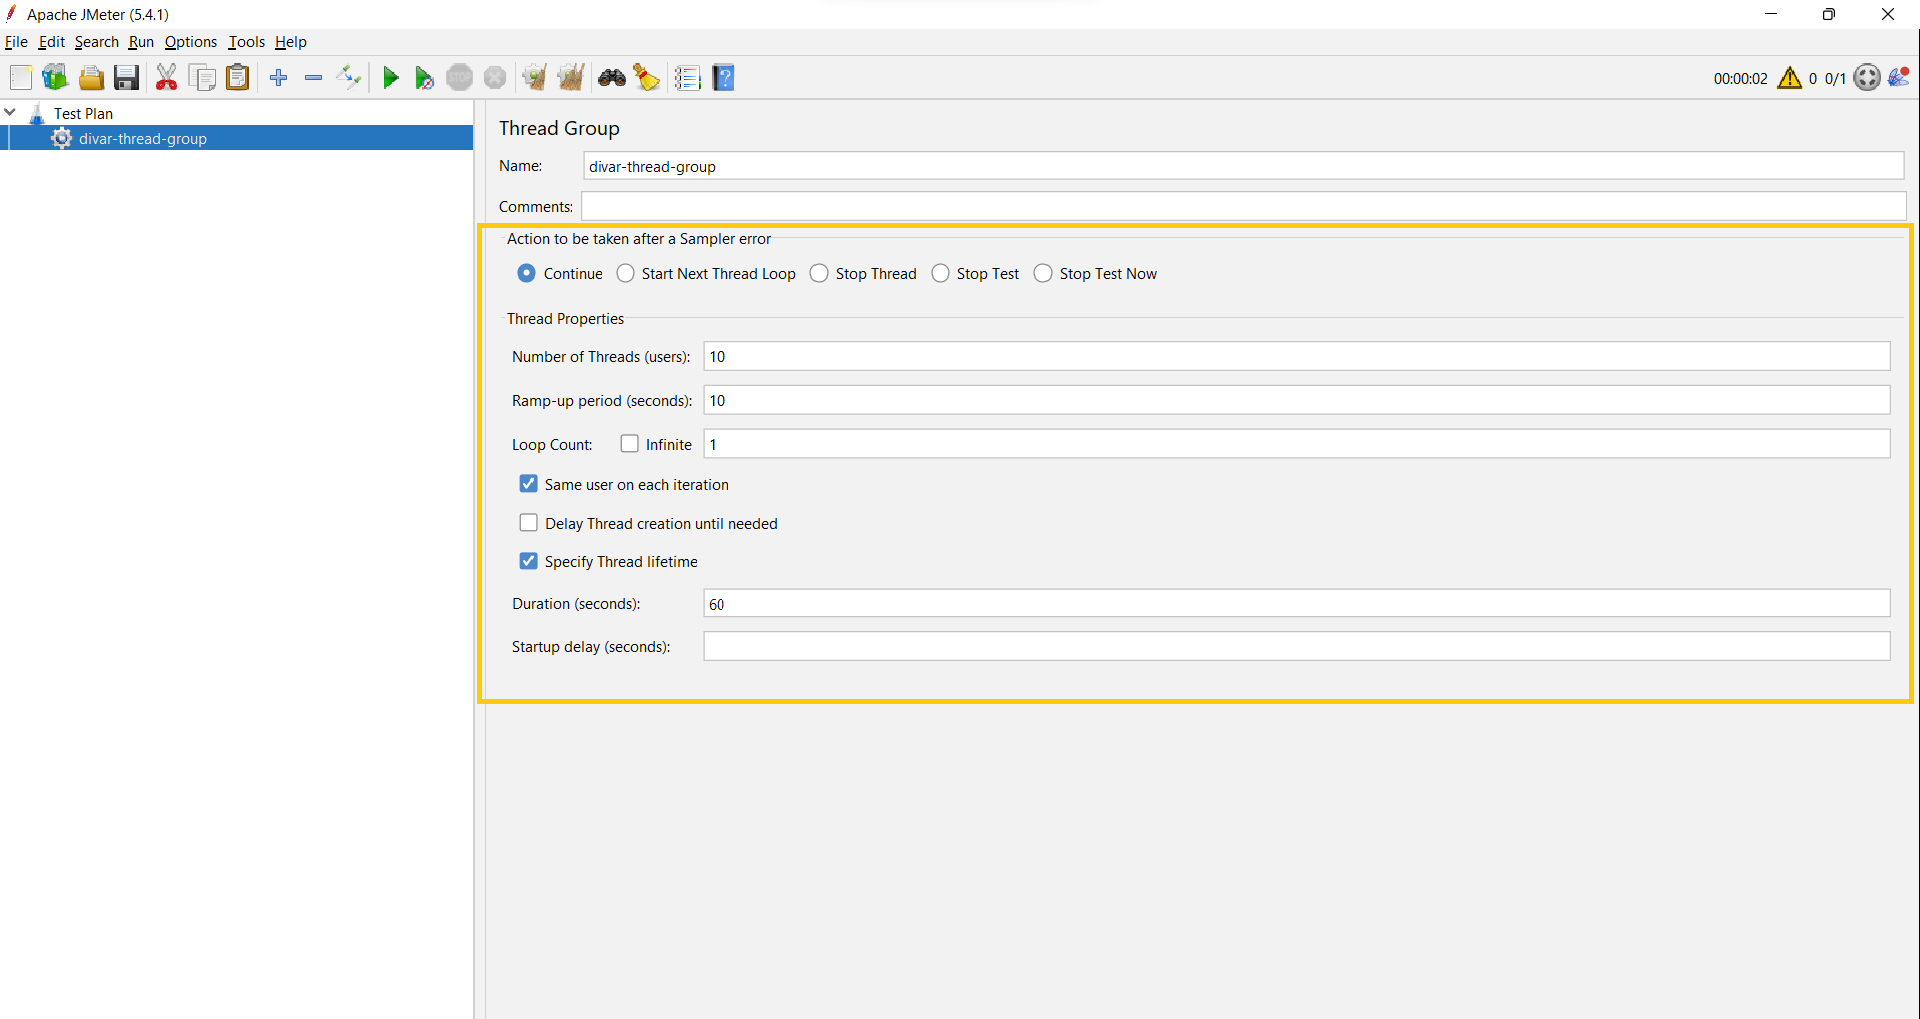 Apache JMeter (5.4.1)
File Edit Search Run Options Tools Help
STOP
00:00:02 0 0/1
Test Plan
divar-thread-group
Thread Group
Name: divar-thread-group
Comments:
Action to be taken after a Sampler error
Continue Start Next Thread Loop Stop Thread Stop Test Stop Test Now
Thread Properties
Number of Threads (users): 10
Ramp-up period (seconds): 10
Loop Count: Infinite 1
Same user on each iteration
Delay Thread creation until needed
Specify Thread lifetime
Duration (seconds): 60
Startup delay (seconds):